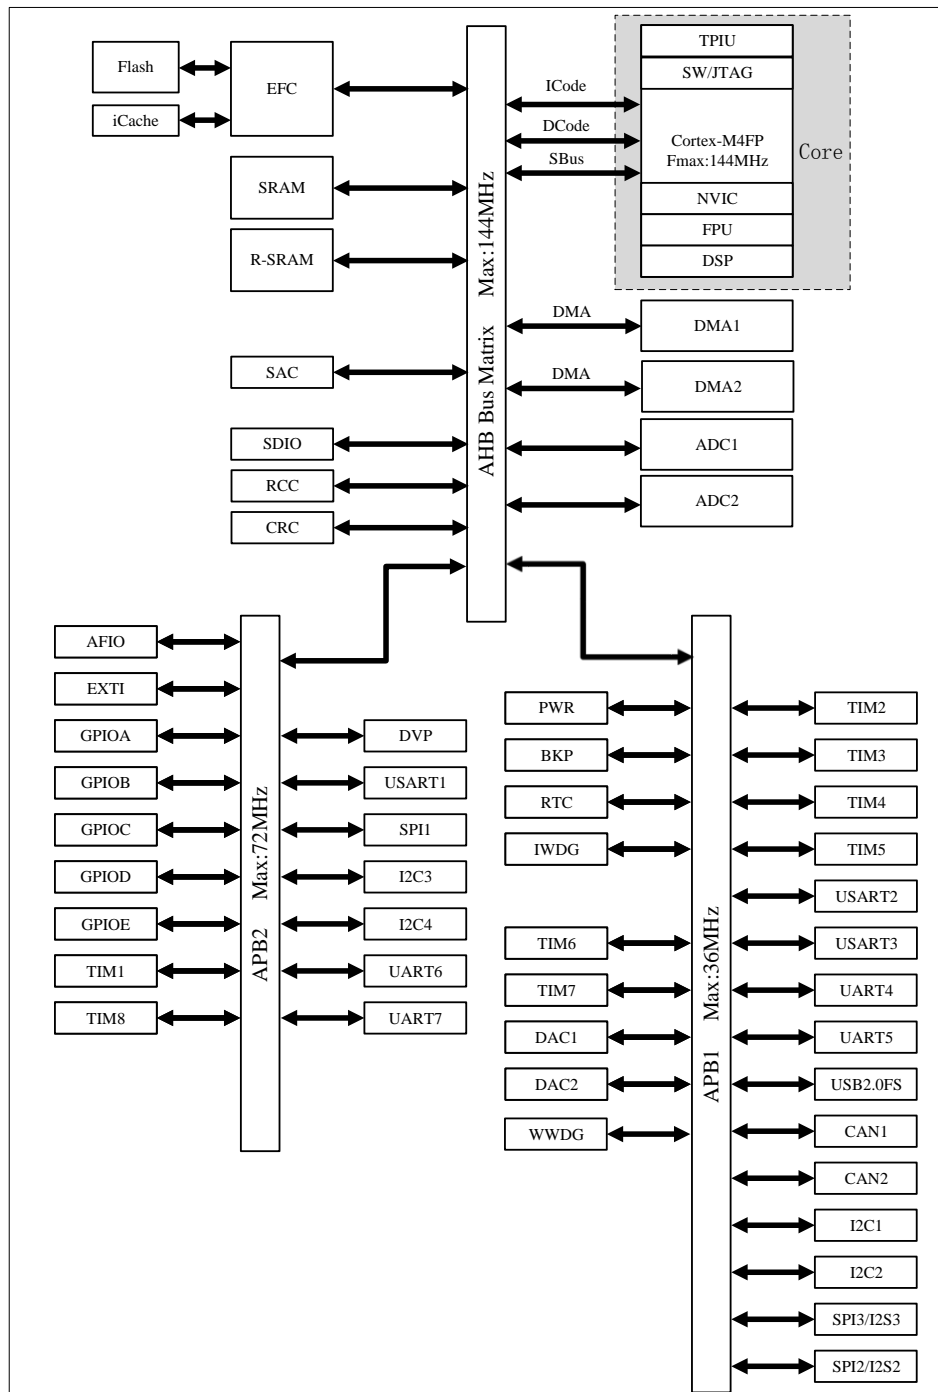 TPIU
Flash
SW/JTAG
EFC
ICode
iCache
DCode
Cortex-M4FP
Fmax:144MHz
Core
SBus
SRAM
NVIC
FPU
R-SRAM
DSP
AHB Bus Matrix Max:144MHz
DMA
DMA1
SAC
DMA
DMA2
SDIO
ADC1
RCC
ADC2
CRC
AFIO
EXTI
GPIOA
GPIOB
GPIOC
GPIOD
GPIOE
TIM1
TIM8
APB2 Max:72MHz
DVP
USART1
SPI1
I2C3
I2C4
UART6
UART7
PWR
BKP
RTC
IWDG
TIM6
TIM7
DAC1
DAC2
WWDG
APB1 Max:36MHz
TIM2
TIM3
TIM4
TIM5
USART2
USART3
UART4
UART5
USB2.0FS
CAN1
CAN2
I2C1
I2C2
SPI3/I2S3
SPI2/I2S2